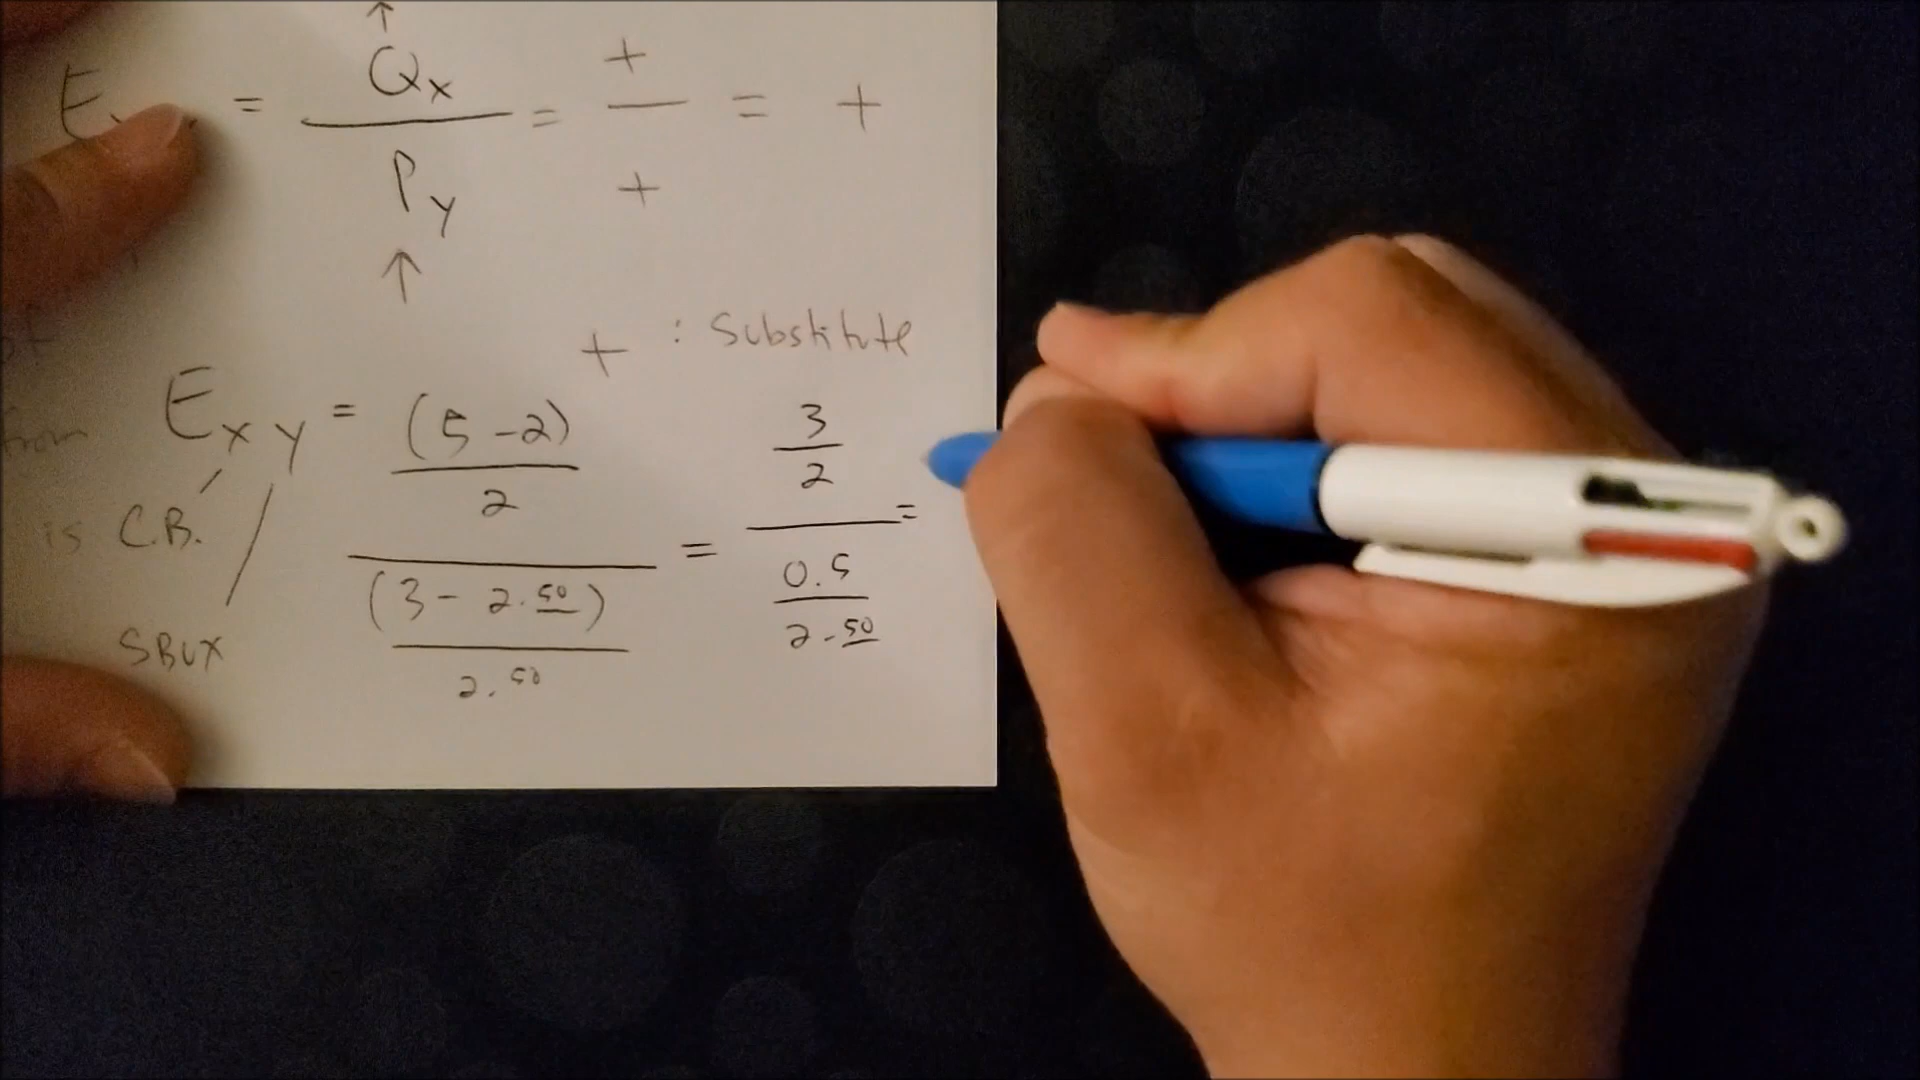 ↑
E = Qx / Py = + / + = +
↑
+ : Substitute
Exy = (5-2) / 2 / (3-2.50) / 2.50 = 3 / 2 / 0.5 / 2.50 =
from
is C.B.
SBUX